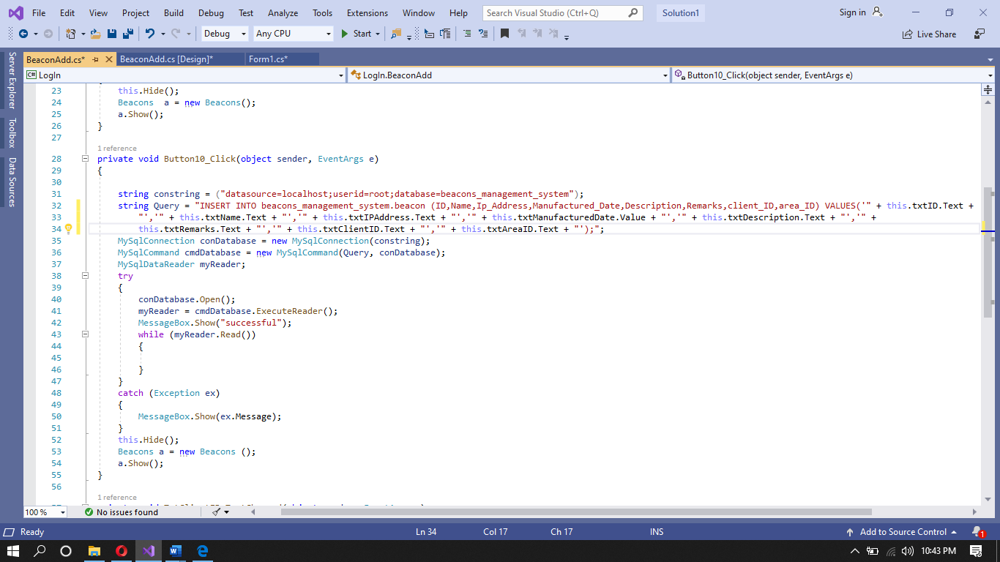 File Edit View Project Build Debug Test Analyze Tools Extensions Window Help Search Visual Studio (Ctrl+Q) Solution1 Sign in
Debug Any CPU Start Live Share
BeaconAdd.cs* BeaconAdd.cs [Design]* Form1.cs*
C# LogIn LogIn.BeaconAdd Button10_Click(object sender, EventArgs e)
Server Explorer
Toolbox
Data Sources
23 this.Hide();
24 Beacons a = new Beacons();
25 a.Show();
26 }
27
1 reference
28 private void Button10_Click(object sender, EventArgs e)
29 {
30
31 string constring = ("datasource=localhost;userid=root;database=beacons_management_system");
32 string Query = "INSERT INTO beacons_management_system.beacon (ID,Name,Ip_Address,Manufactured_Date,Description,Remarks,client_ID,area_ID) VALUES('" + this.txtID.Text +
33 "','" + this.txtName.Text + "','" + this.txtIPAddress.Text + "','" + this.txtManufacturedDate.Value + "','" + this.txtDescription.Text + "','" +
34 this.txtRemarks.Text + "','" + this.txtClientID.Text + "','" + this.txtAreaID.Text + "');";
35 MySqlConnection conDatabase = new MySqlConnection(constring);
36 MySqlCommand cmdDatabase = new MySqlCommand(Query, conDatabase);
37 MySqlDataReader myReader;
38 try
39 {
40 conDatabase.Open();
41 myReader = cmdDatabase.ExecuteReader();
42 MessageBox.Show("successful");
43 while (myReader.Read())
44 {
45
46 }
47 }
48 catch (Exception ex)
49 {
50 MessageBox.Show(ex.Message);
51 }
52 this.Hide();
53 Beacons a = new Beacons ();
54 a.Show();
55 }
56
1 reference
100 % No issues found
Ready Ln 34 Col 17 Ch 17 INS Add to Source Control 1
10:43 PM